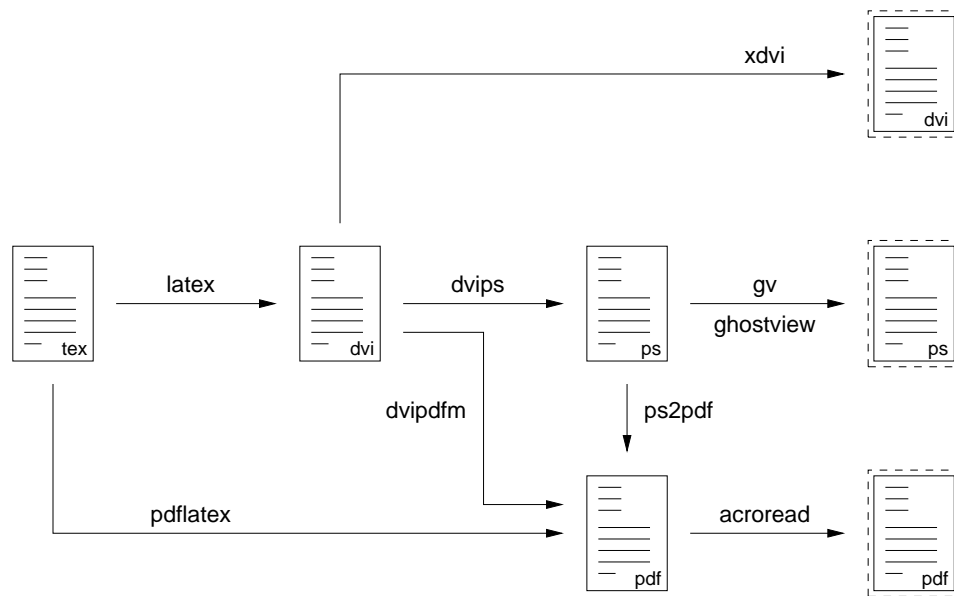 xdvi
dvi
latex
dvips
gv
ghostview
tex
dvi
ps
ps
dvipdfm
ps2pdf
pdflatex
acroread
pdf
pdf